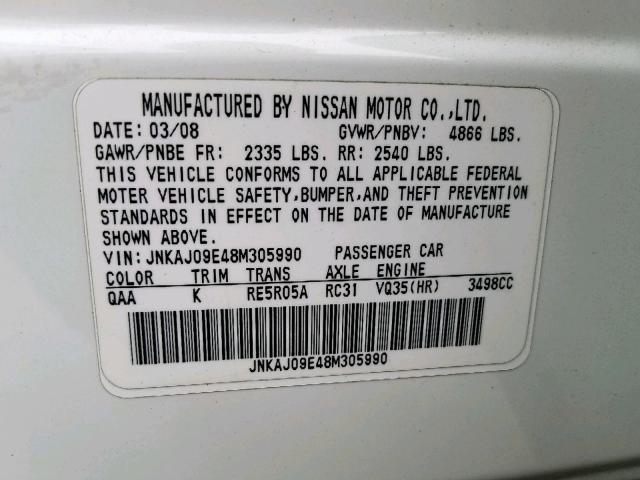 MANUFACTURED BY NISSAN MOTOR CO.,LTD.
DATE: 03/08 GVWR/PNBV: 4866 LBS.
GAWR/PNBE FR: 2335 LBS. RR: 2540 LBS.
THIS VEHICLE CONFORMS TO ALL APPLICABLE FEDERAL
MOTER VEHICLE SAFETY,BUMPER,AND THEFT PREVENTION
STANDARDS IN EFFECT ON THE DATE OF MANUFACTURE
SHOWN ABOVE.
VIN: JNKAJ09E48M305990 PASSENGER CAR
COLOR TRIM TRANS AXLE ENGINE
QAA K RE5R05A RC31 VQ35(HR) 3498CC
JNKAJ09E48M305990